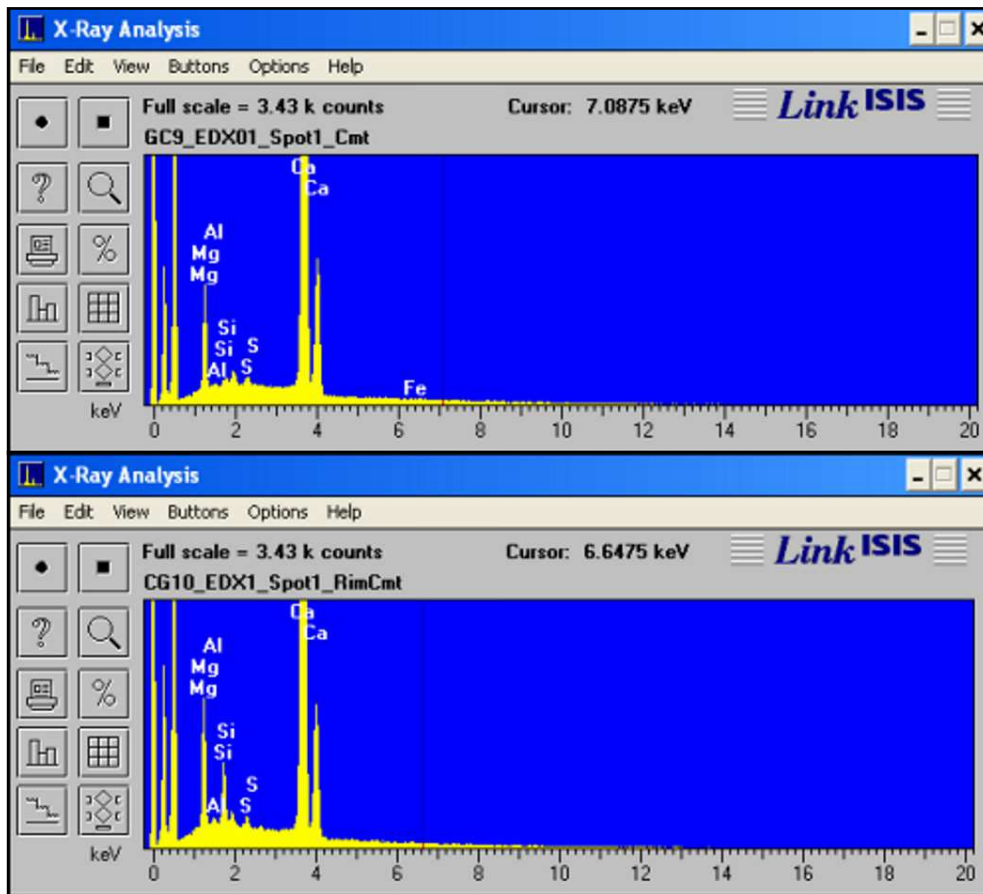 X-Ray Analysis
File Edit View Buttons Options Help
Full scale = 3.43 k counts Cursor: 7.0875 keV Link ISIS
GC9_EDX01_Spot1_Cmt
Ca
Ca
Al
Mg
Mg
Si
Si S
Al S
Fe
keV
0 2 4 6 8 10 12 14 16 18 20
X-Ray Analysis
File Edit View Buttons Options Help
Full scale = 3.43 k counts Cursor: 6.6475 keV Link ISIS
CG10_EDX1_Spot1_RimCmt
Ca
Ca
Al
Mg
Mg
Si
Si
S
Al S
keV
0 2 4 6 8 10 12 14 16 18 20